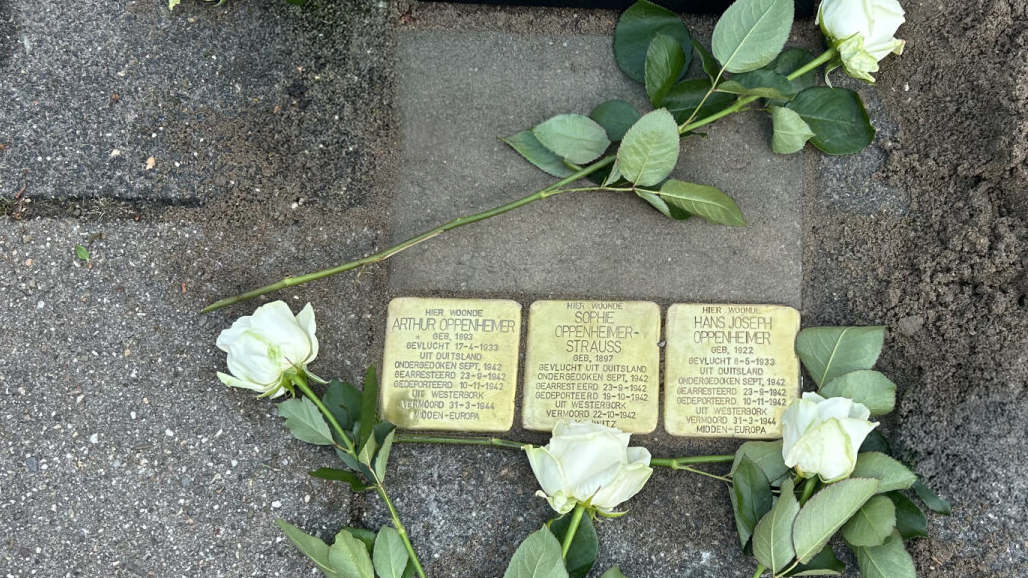 HIER WOONDE
ARTHUR OPPENHEIMER
GEB. 1893
GEVLUCHT 17-4-1933
UIT DUITSLAND
ONDERGEDOKEN SEPT. 1942
GEARRESTEERD 23-9-1942
GEDEPORTEERD 10-11-1942
UIT WESTERBORK
VERMOORD 31-3-1944
MIDDEN-EUROPA
HIER WOONDE
SOPHIE
OPPENHEIMER-
STRAUSS
GEB. 1897
GEVLUCHT UIT DUITSLAND
ONDERGEDOKEN SEPT. 1942
GEARRESTEERD 23-9-1942
GEDEPORTEERD 19-10-1942
UIT WESTERBORK
VERMOORD 22-10-1942
HIER WOONDE
HANS JOSEPH
OPPENHEIMER
GEB. 1922
GEVLUCHT 8-5-1933
UIT DUITSLAND
ONDERGEDOKEN SEPT. 1942
GEARRESTEERD 23-9-1942
GEDEPORTEERD 10-11-1942
UIT WESTERBORK
VERMOORD 31-3-1944
MIDDEN-EUROPA